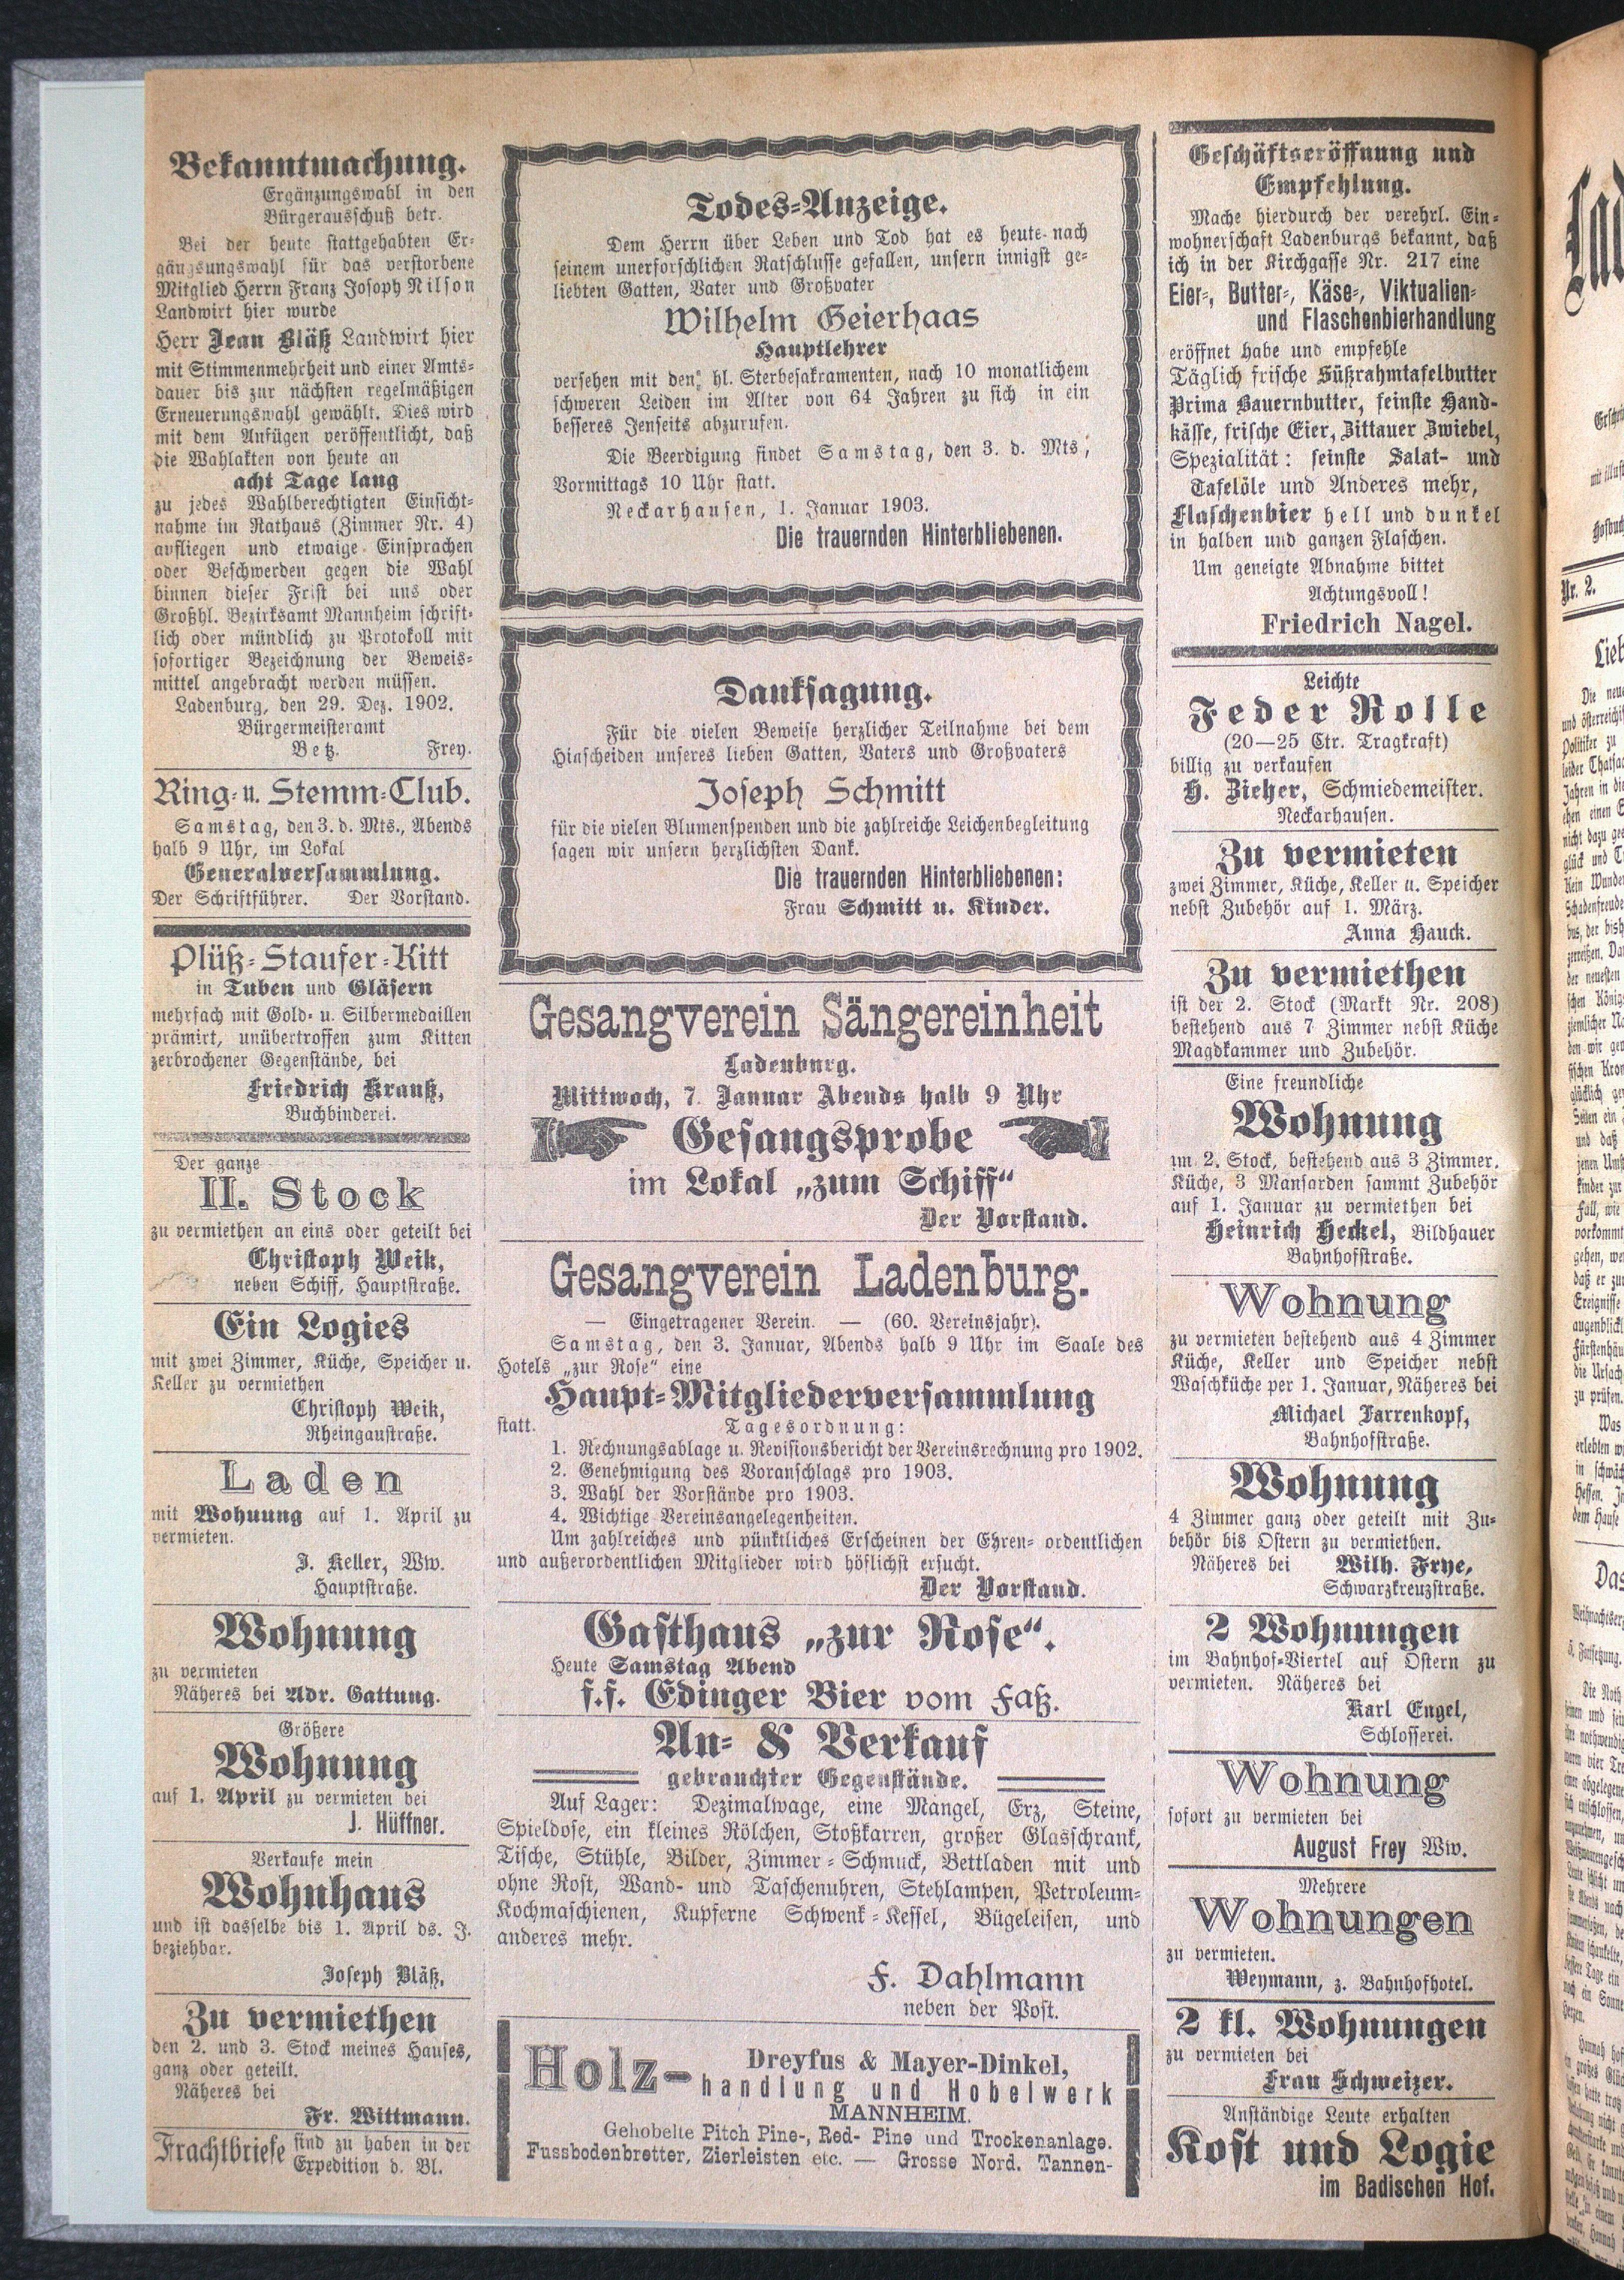 Bekanntmachung.
Ergänzungswahl in den
Bürgerausschuß betr.
Bei der heute stattgehabten Er-
gänzsungswahl für das verstorbene
Mitglied Herrn Franz Josoph Nilson
Landwirt hier wurde
Herr Jean Bläß Landwirt hier
mit Stimmenmehrheit und einer Amts-
dauer bis zur nächsten regelmäßigen
Erneuerungswahl gewählt. Dies wird
mit dem Anfügen veröffentlicht, daß
die Wahlakten von heute an
acht Tage lang
zu jedes Wahlberechtigten Einsicht-
nahme im Rathaus (Zimmer Nr. 4)
aufliegen und etwaige Einsprachen
oder Beschwerden gegen die Wahl
binnen dieser Frist bei uns oder
Großhl. Bezirksamt Mannheim schrift-
lich oder mündlich zu Protokoll mit
sofortiger Bezeichnung der Beweis-
mittel angebracht werden müssen.
Ladenburg, den 29. Dez. 1902.
Bürgermeisteramt
Betz. Frey.
Ring- u. Stemm-Club.
Samstag, den 3. d. Mts., Abends
halb 9 Uhr, im Lokal
Generalversammlung.
Der Schriftführer. Der Vorstand.
Plüß-Staufer-Kitt
in Tuben und Gläsern
mehrfach mit Gold- u. Silbermedaillen
prämirt, unübertroffen zum Kitten
zerbrochener Gegenstände, bei
Friedrich Krauß,
Buchbinderei.
Der ganze
II. Stock
zu vermiethen an eins oder geteilt bei
Christoph Weik,
neben Schiff, Hauptstraße.
Ein Logies
mit zwei Zimmer, Küche, Speicher u.
Keller zu vermiethen
Christoph Weik,
Rheingaustraße.
Laden
mit Wohnung auf 1. April zu
vermieten.
J. Keller, Ww.
Hauptstraße.
Wohnung
zu vermieten
Näheres bei Adr. Gattung.
Größere
Wohnung
auf 1. April zu vermieten bei
J. Hüffner.
Verkaufe mein
Wohnhaus
und ist dasselbe bis 1. April ds. J.
beziehbar.
Joseph Bläß.
Zu vermiethen
den 2. und 3. Stock meines Hauses,
ganz oder geteilt.
Näheres bei
Fr. Wittmann.
Frachtbriefe sind zu haben in der
Expedition d. Bl.
Todes-Anzeige.
Dem Herrn über Leben und Tod hat es heute nach
seinem unerforschlichen Ratschlusse gefallen, unsern innigst ge-
liebten Gatten, Vater und Großvater
Wilhelm Geierhaas
Hauptlehrer
versehen mit den hl. Sterbesakramenten, nach 10 monatlichem
schweren Leiden im Alter von 64 Jahren zu sich in ein
besseres Jenseits abzurufen.
Die Beerdigung findet Samstag, den 3. d. Mts,
Vormittags 10 Uhr statt.
Neckarhausen, 1. Januar 1903.
Die trauernden Hinterbliebenen.
Danksagung.
Für die vielen Beweise herzlicher Teilnahme bei dem
Hinscheiden unseres lieben Gatten, Vaters und Großvaters
Joseph Schmitt
für die vielen Blumenspenden und die zahlreiche Leichenbegleitung
sagen wir unsern herzlichsten Dank.
Die trauernden Hinterbliebenen:
Frau Schmitt u. Kinder.
Gesangverein Sängereinheit
Ladenburg.
Mittwoch, 7. Januar Abends halb 9 Uhr
Gesangsprobe
im Lokal „zum Schiff“
Der Vorstand.
Gesangverein Ladenburg.
— Eingetragener Verein. — (60. Vereinsjahr).
Samstag, den 3. Januar, Abends halb 9 Uhr im Saale des
Hotels „zur Rose“ eine
Haupt-Mitgliederversammlung
statt. Tagesordnung:
1. Rechnungsablage u. Revisionsbericht der Vereinsrechnung pro 1902.
2. Genehmigung des Voranschlags pro 1903.
3. Wahl der Vorstände pro 1903.
4. Wichtige Vereinsangelegenheiten.
Um zahlreiches und pünktliches Erscheinen der Ehren- ordentlichen
und außerordentlichen Mitglieder wird höflichst ersucht.
Der Vorstand.
Gasthaus „zur Rose“.
Heute Samstag Abend
f.f. Edinger Bier vom Faß.
An- & Verkauf
gebrauchter Gegenstände.
Auf Lager: Dezimalwage, eine Mangel, Erz, Steine,
Spieldose, ein kleines Rölchen, Stoßkarren, großer Glasschrank,
Tische, Stühle, Bilder, Zimmer-Schmuck, Bettladen mit und
ohne Rost, Wand- und Taschenuhren, Stehlampen, Petroleum-
Kochmaschienen, Kupferne Schwenk-Kessel, Bügeleisen, und
anderes mehr.
F. Dahlmann
neben der Post.
Dreyfus & Mayer-Dinkel,
Holz-handlung und Hobelwerk
MANNHEIM.
Gehobelte Pitch Pine-, Red- Pine und Trockenanlage.
Fussbodenbretter, Zierleisten etc. — Grosse Nord. Tannen-
Geschäftseröffnung und
Empfehlung.
Mache hierdurch der verehrl. Ein-
wohnerschaft Ladenburgs bekannt, daß
ich in der Kirchgasse Nr. 217 eine
Eier-, Butter-, Käse-, Viktualien-
und Flaschenbierhandlung
eröffnet habe und empfehle
Täglich frische Süßrahmtafelbutter
Prima Bauernbutter, feinste Hand-
kässe, frische Eier, Zittauer Zwiebel,
Spezialität: feinste Salat- und
Tafelöle und Anderes mehr,
Flaschenbier hell und dunkel
in halben und ganzen Flaschen.
Um geneigte Abnahme bittet
Achtungsvoll!
Friedrich Nagel.
Leichte
Feder Rolle
(20—25 Ctr. Tragkraft)
billig zu verkaufen
H. Zieher, Schmiedemeister.
Neckarhausen.
Zu vermieten
zwei Zimmer, Küche, Keller u. Speicher
nebst Zubehör auf 1. März.
Anna Hauck.
Zu vermiethen
ist der 2. Stock (Markt Nr. 208)
bestehend aus 7 Zimmer nebst Küche
Magdkammer und Zubehör.
Eine freundliche
Wohnung
im 2. Stock, bestehend aus 3 Zimmer.
Küche, 3 Mansarden sammt Zubehör
auf 1. Januar zu vermiethen bei
Heinrich Heckel, Bildhauer
Bahnhofstraße.
Wohnung
zu vermieten bestehend aus 4 Zimmer
Küche, Keller und Speicher nebst
Waschküche per 1. Januar, Näheres bei
Michael Farrenkopf,
Bahnhofstraße.
Wohnung
4 Zimmer ganz oder geteilt mit Zu-
behör bis Ostern zu vermiethen.
Näheres bei Wilh. Frye,
Schwarzkreuzstraße.
2 Wohnungen
im Bahnhof-Viertel auf Ostern zu
vermieten. Näheres bei
Karl Engel,
Schlosserei.
Wohnung
sofort zu vermieten bei
August Frey Ww.
Mehrere
Wohnungen
zu vermieten.
Weymann, z. Bahnhofhotel.
2 kl. Wohnungen
zu vermieten bei
Frau Schweizer.
Anständige Leute erhalten
Kost und Logie
im Badischen Hof.
Nr. 2.